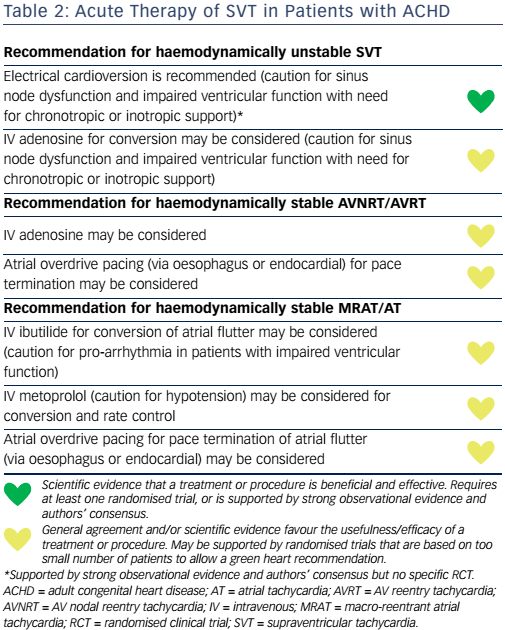 Table 2: Acute Therapy of SVT in Patients with ACHD
Recommendation for haemodynamically unstable SVT
Electrical cardioversion is recommended (caution for sinus
node dysfunction and impaired ventricular function with need
for chronotropic or inotropic support)*
IV adenosine for conversion may be considered (caution for sinus
node dysfunction and impaired ventricular function with need for
chronotropic or inotropic support)
Recommendation for haemodynamically stable AVNRT/AVRT
IV adenosine may be considered
Atrial overdrive pacing (via oesophagus or endocardial) for pace
termination may be considered
Recommendation for haemodynamically stable MRAT/AT
IV ibutilide for conversion of atrial flutter may be considered
(caution for pro-arrhythmia in patients with impaired ventricular
function)
IV metoprolol (caution for hypotension) may be considered for
conversion and rate control
Atrial overdrive pacing for pace termination of atrial flutter
(via oesophagus or endocardial) may be considered
Scientific evidence that a treatment or procedure is beneficial and effective. Requires
at least one randomised trial, or is supported by strong observational evidence and
authors' consensus.
General agreement and/or scientific evidence favour the usefulness/efficacy of a
treatment or procedure. May be supported by randomised trials that are based on too
small number of patients to allow a green heart recommendation.
*Supported by strong observational evidence and authors' consensus but no specific RCT.
ACHD = adult congenital heart disease; AT = atrial tachycardia; AVRT = AV reentry tachycardia;
AVNRT = AV nodal reentry tachycardia; IV = intravenous; MRAT = macro-reentrant atrial
tachycardia; RCT = randomised clinical trial; SVT = supraventricular tachycardia.